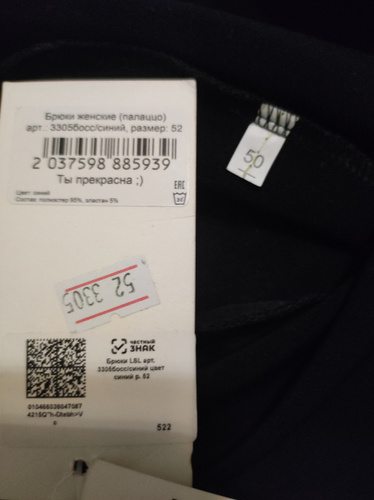 Брюки женские (палаццо)
арт.: 3305босс/синий, размер: 52
2 037598 885939
Ты прекрасна ;)
EAC
Цвет: синий
Состав: полиэстер 95%, эластан 5%
50
52 3305
ЧЕСТНЫЙ
ЗНАК
Брюки LSL арт.
3305босс/синий цвет
синий р. 52
522